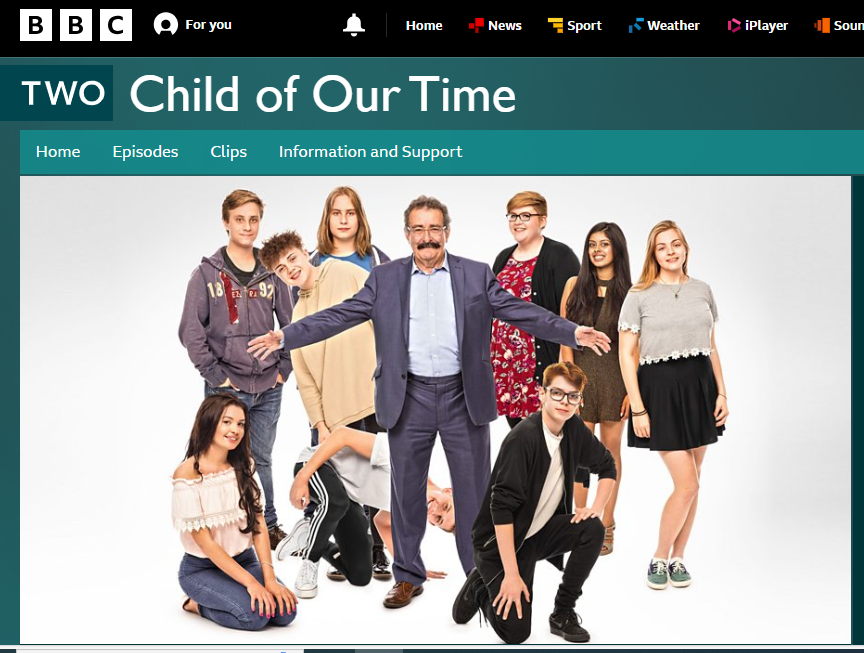 BBC
For you
Home
News
Sport
Weather
iPlayer
Soun
TWO
Child of Our Time
Home
Episodes
Clips
Information and Support
18
92